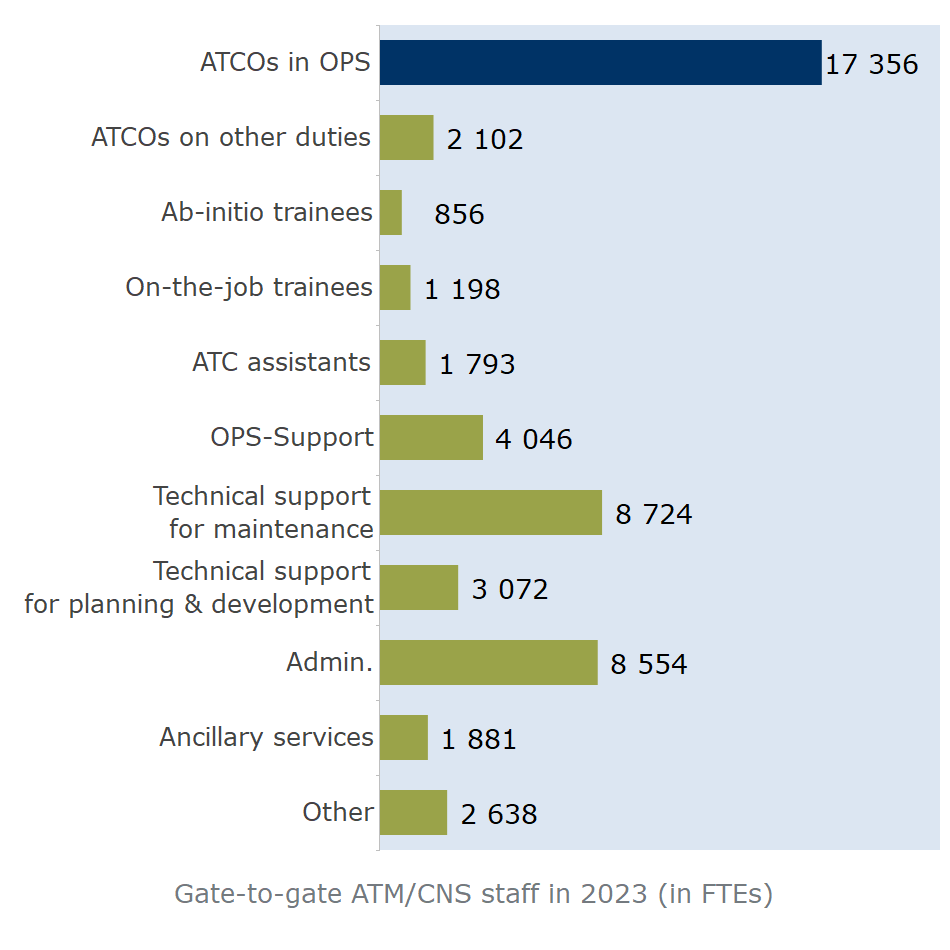 ATCOs in OPS 17 356
ATCOs on other duties 2 102
Ab-initio trainees 856
On-the-job trainees 1 198
ATC assistants 1 793
OPS-Support 4 046
Technical support
for maintenance 8 724
Technical support
for planning & development 3 072
Admin. 8 554
Ancillary services 1 881
Other 2 638
Gate-to-gate ATM/CNS staff in 2023 (in FTEs)